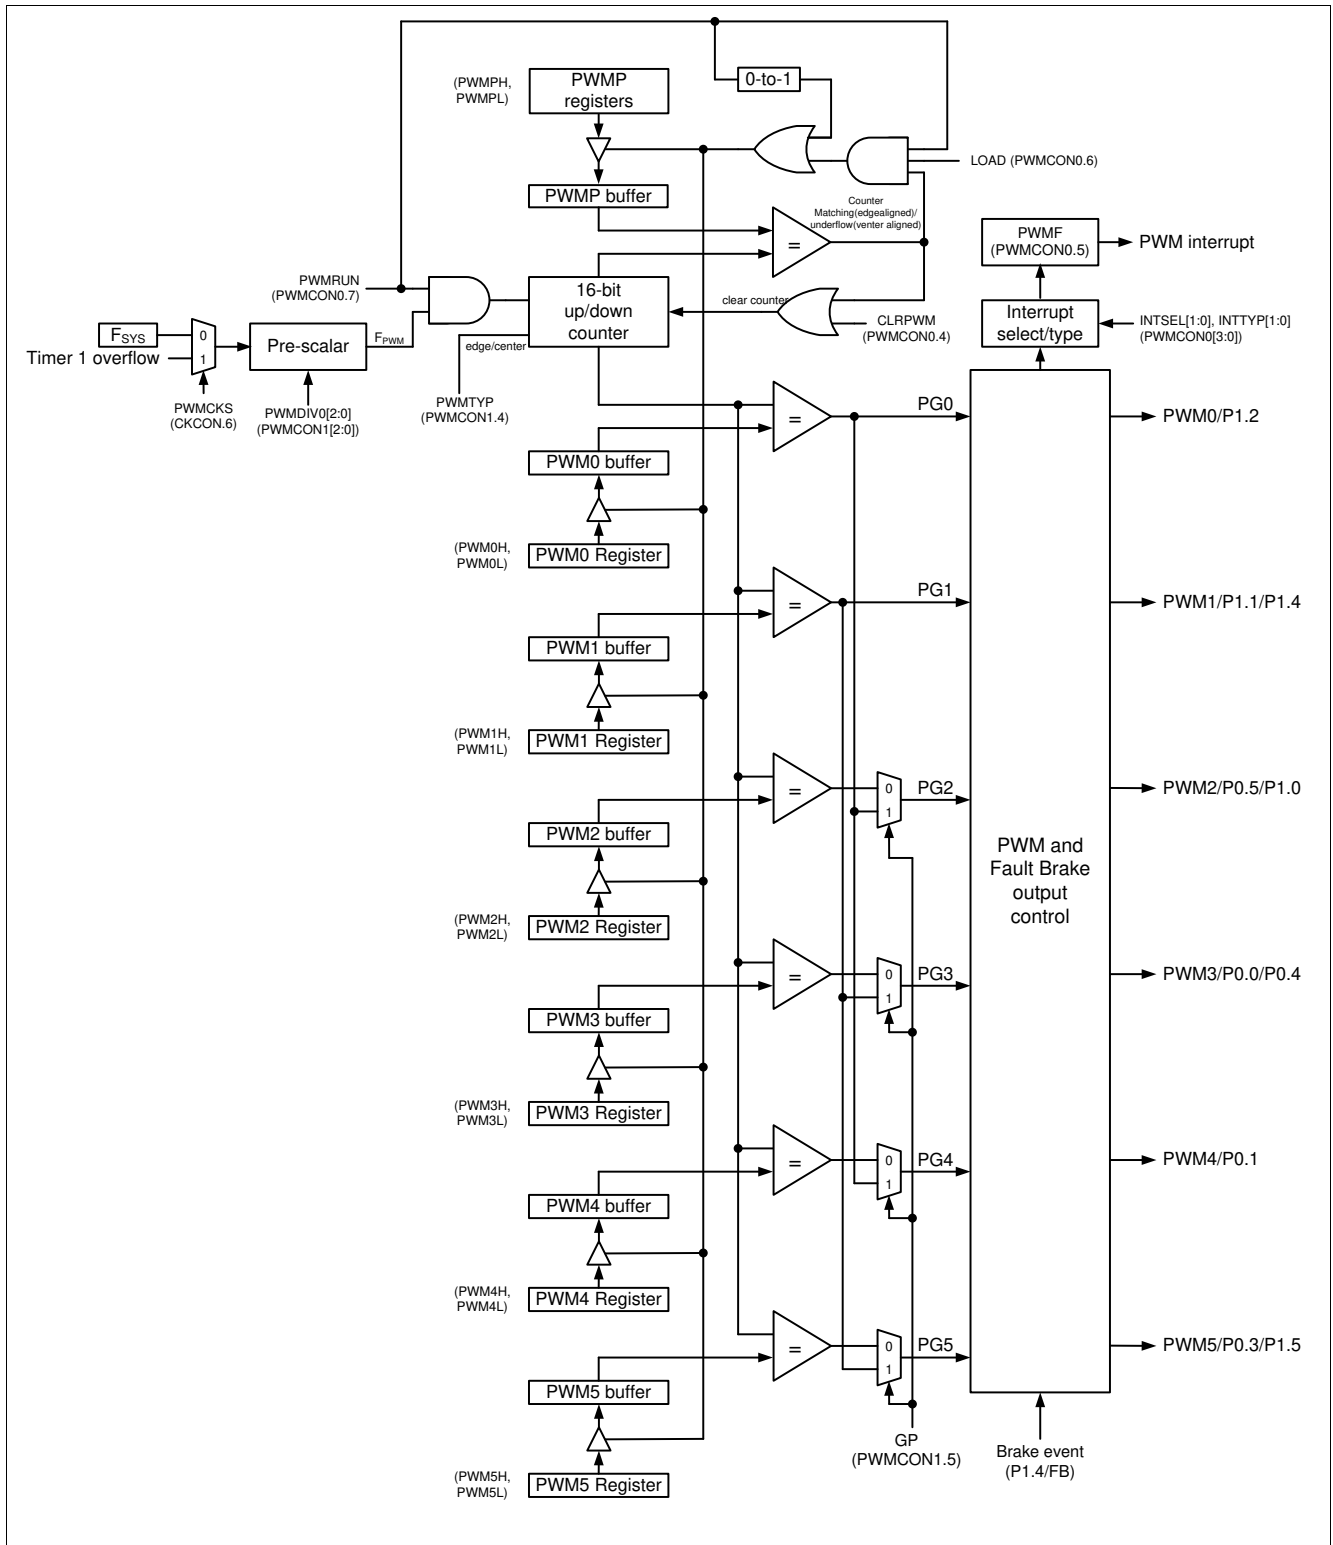 (PWMPH,
PWMPL)
PWMP
registers
0-to-1
LOAD (PWMCON0.6)
PWMP buffer
Counter
Matching(edgealigned)/
underflow(venter aligned)
=
PWMF
(PWMCON0.5)
PWM interrupt
PWMRUN
(PWMCON0.7)
16-bit
up/down
counter
clear counter
CLRPWM
(PWMCON0.4)
Interrupt
select/type
INTSEL[1:0], INTTYP[1:0]
(PWMCON0[3:0])
FSYS
Timer 1 overflow
0
1
Pre-scalar
FPWM
edge/center
PWMCKS
(CKCON.6)
PWMDIV0[2:0]
(PWMCON1[2:0])
PWMTYP
(PWMCON1.4)
=
PG0
PWM0/P1.2
PWM0 buffer
(PWM0H,
PWM0L)
PWM0 Register
=
PG1
PWM1/P1.1/P1.4
PWM1 buffer
(PWM1H,
PWM1L)
PWM1 Register
=
0
1
PG2
PWM2/P0.5/P1.0
PWM2 buffer
PWM and
Fault Brake
output
control
(PWM2H,
PWM2L)
PWM2 Register
=
0
1
PG3
PWM3/P0.0/P0.4
PWM3 buffer
(PWM3H,
PWM3L)
PWM3 Register
=
0
1
PG4
PWM4/P0.1
PWM4 buffer
(PWM4H,
PWM4L)
PWM4 Register
=
0
1
PG5
PWM5/P0.3/P1.5
PWM5 buffer
GP
(PWMCON1.5)
Brake event
(P1.4/FB)
(PWM5H,
PWM5L)
PWM5 Register